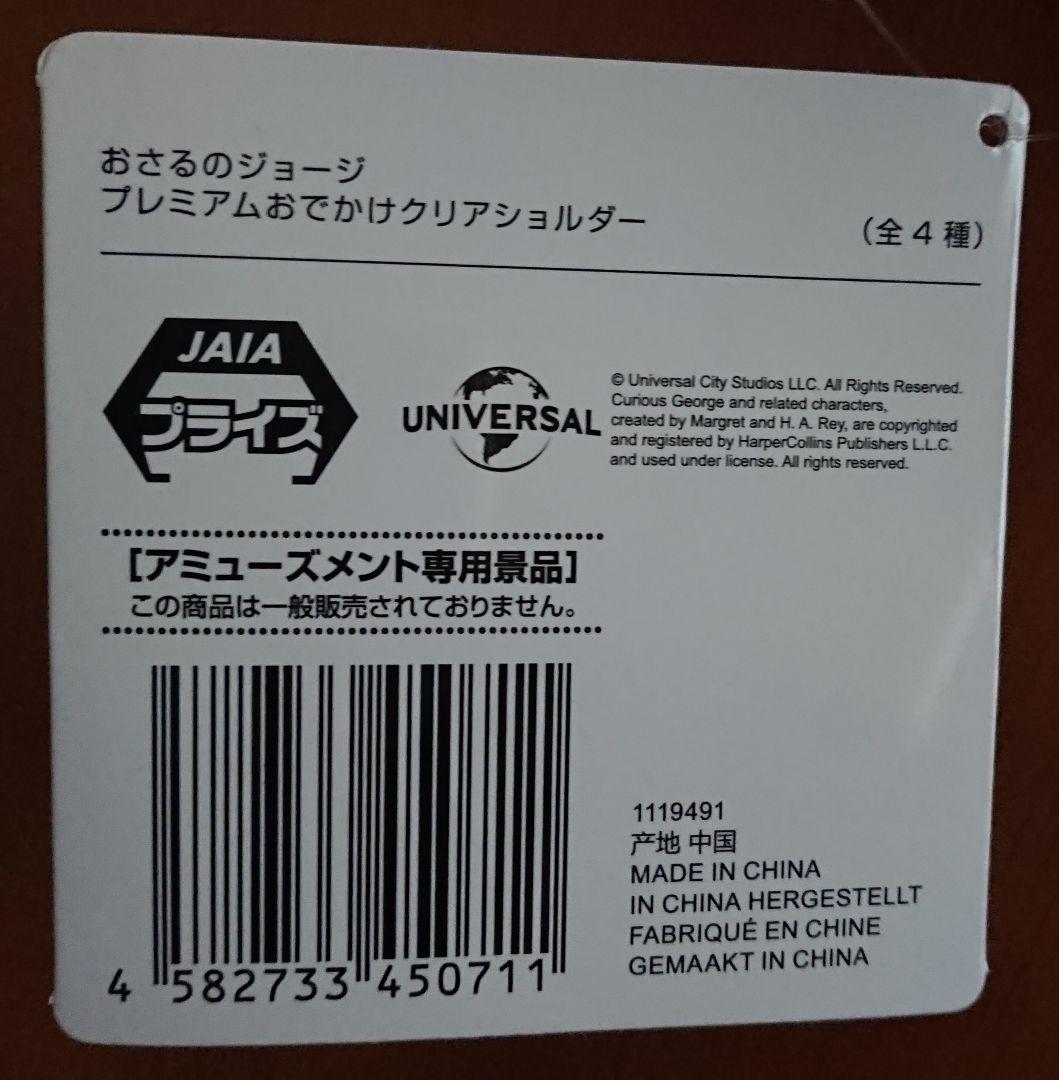 おさるのジョージ
プレミアムおでかけクリアショルダー
(全4種)
JAIA
プライズ
UNIVERSAL
© Universal City Studios LLC. All Rights Reserved.
Curious George and related characters,
created by Margret and H. A. Rey, are copyrighted
and registered by HarperCollins Publishers L.L.C.
and used under license. All rights reserved.
[アミューズメント専用景品]
この商品は一般販売されておりません。
4 582733 450711
1119491
产地 中国
MADE IN CHINA
IN CHINA HERGESTELLT
FABRIQUÉ EN CHINE
GEMAAKT IN CHINA